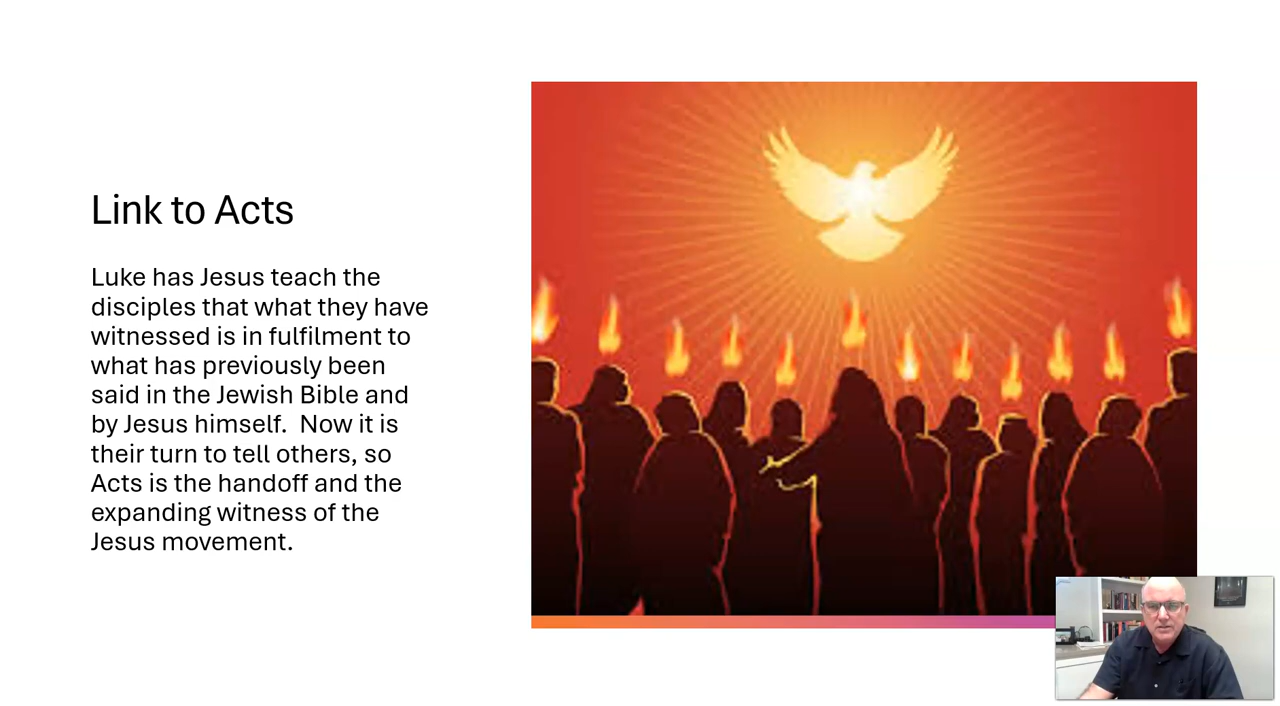 Link to Acts
Luke has Jesus teach the
disciples that what they have
witnessed is in fulfilment to
what has previously been
said in the Jewish Bible and
by Jesus himself.  Now it is
their turn to tell others, so
Acts is the handoff and the
expanding witness of the
Jesus movement.